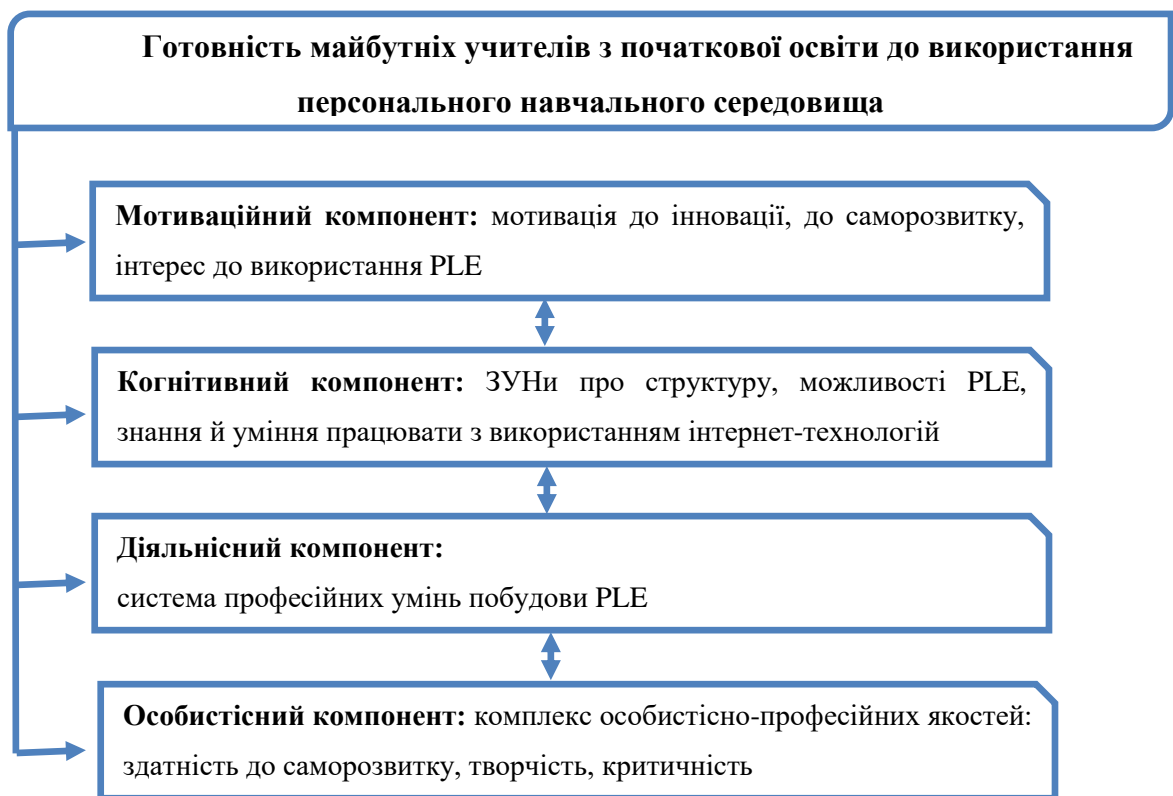 Готовність майбутніх учителів з початкової освіти до використання
персонального навчального середовища
Мотиваційний компонент: мотивація до інновації, до саморозвитку,
інтерес до використання PLE
Когнітивний компонент: ЗУНи про структуру, можливості PLE,
знання й уміння працювати з використанням інтернет-технологій
Діяльнісний компонент:
система професійних умінь побудови PLE
Особистісний компонент: комплекс особистісно-професійних якостей:
здатність до саморозвитку, творчість, критичність